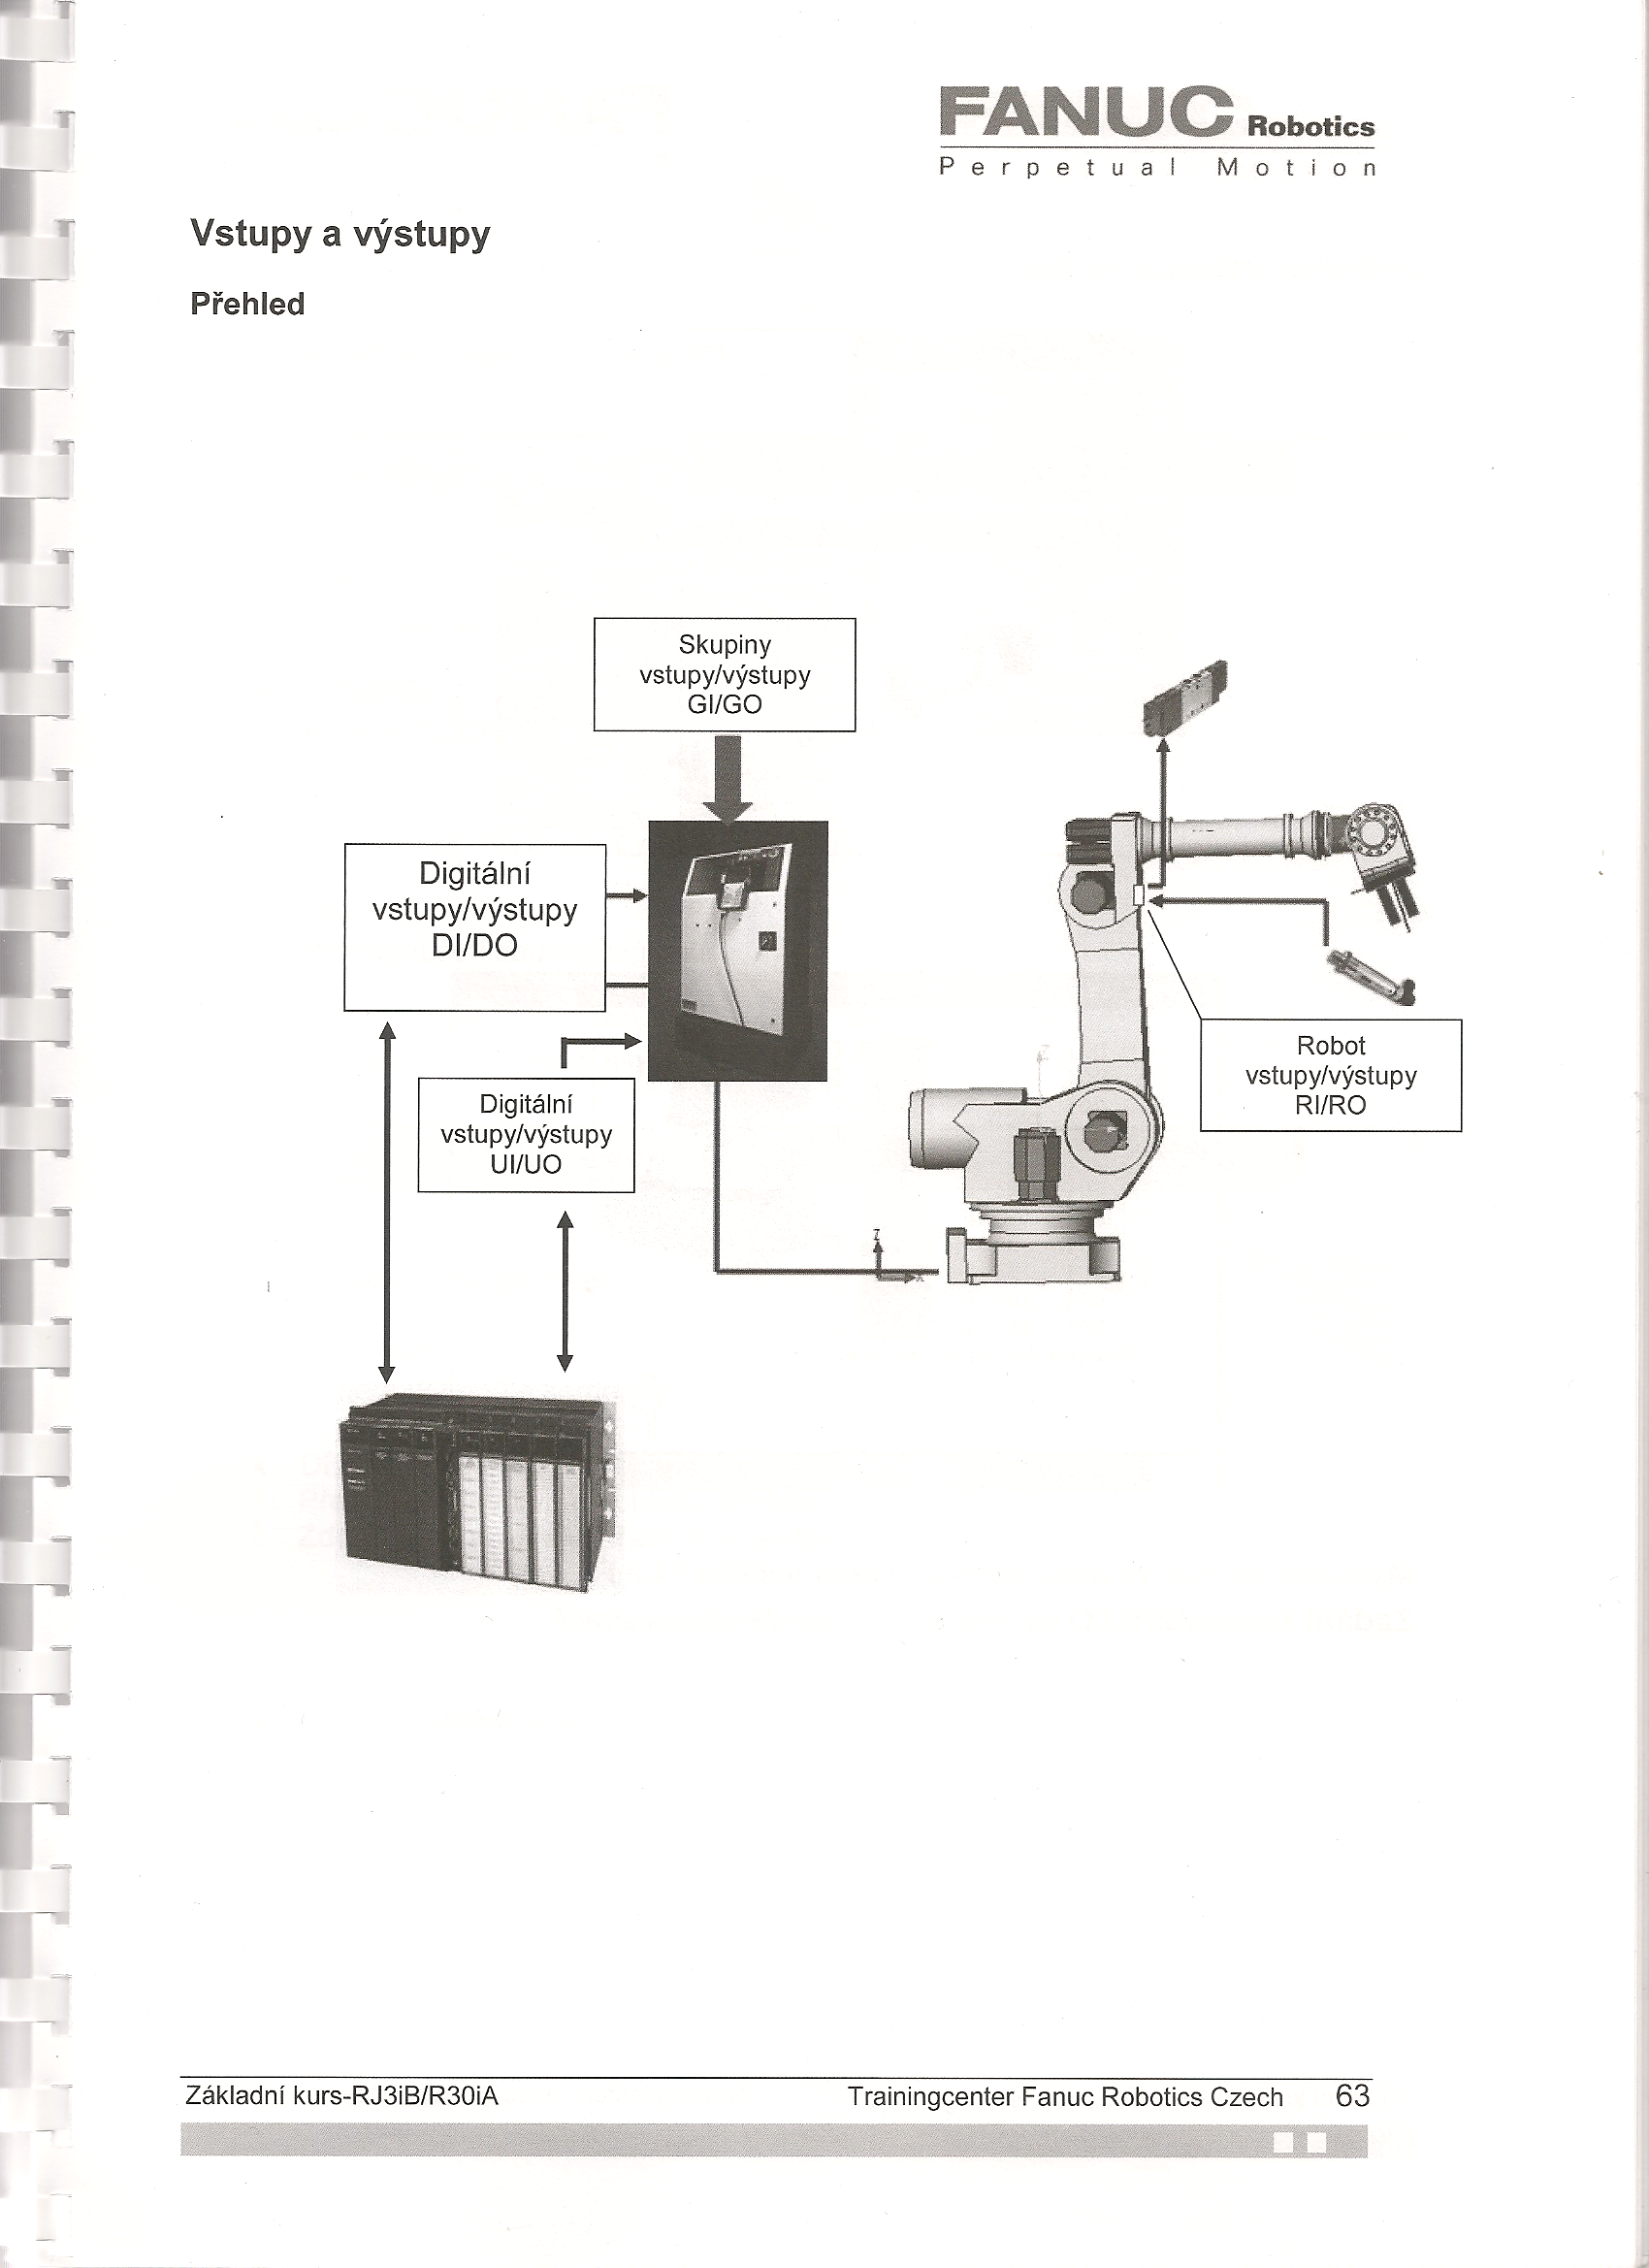 FANUC Robotics
Perpetual Motion
Vstupy a výstupy
Přehled
Skupiny
vstupy/výstupy
GI/GO
Digitální
vstupy/výstupy
DI/DO
Digitální
vstupy/výstupy
UI/UO
Robot
vstupy/výstupy
RI/RO
Z
Z
X
Základní kurs-RJ3iB/R30iA
Trainingcenter Fanuc Robotics Czech 63